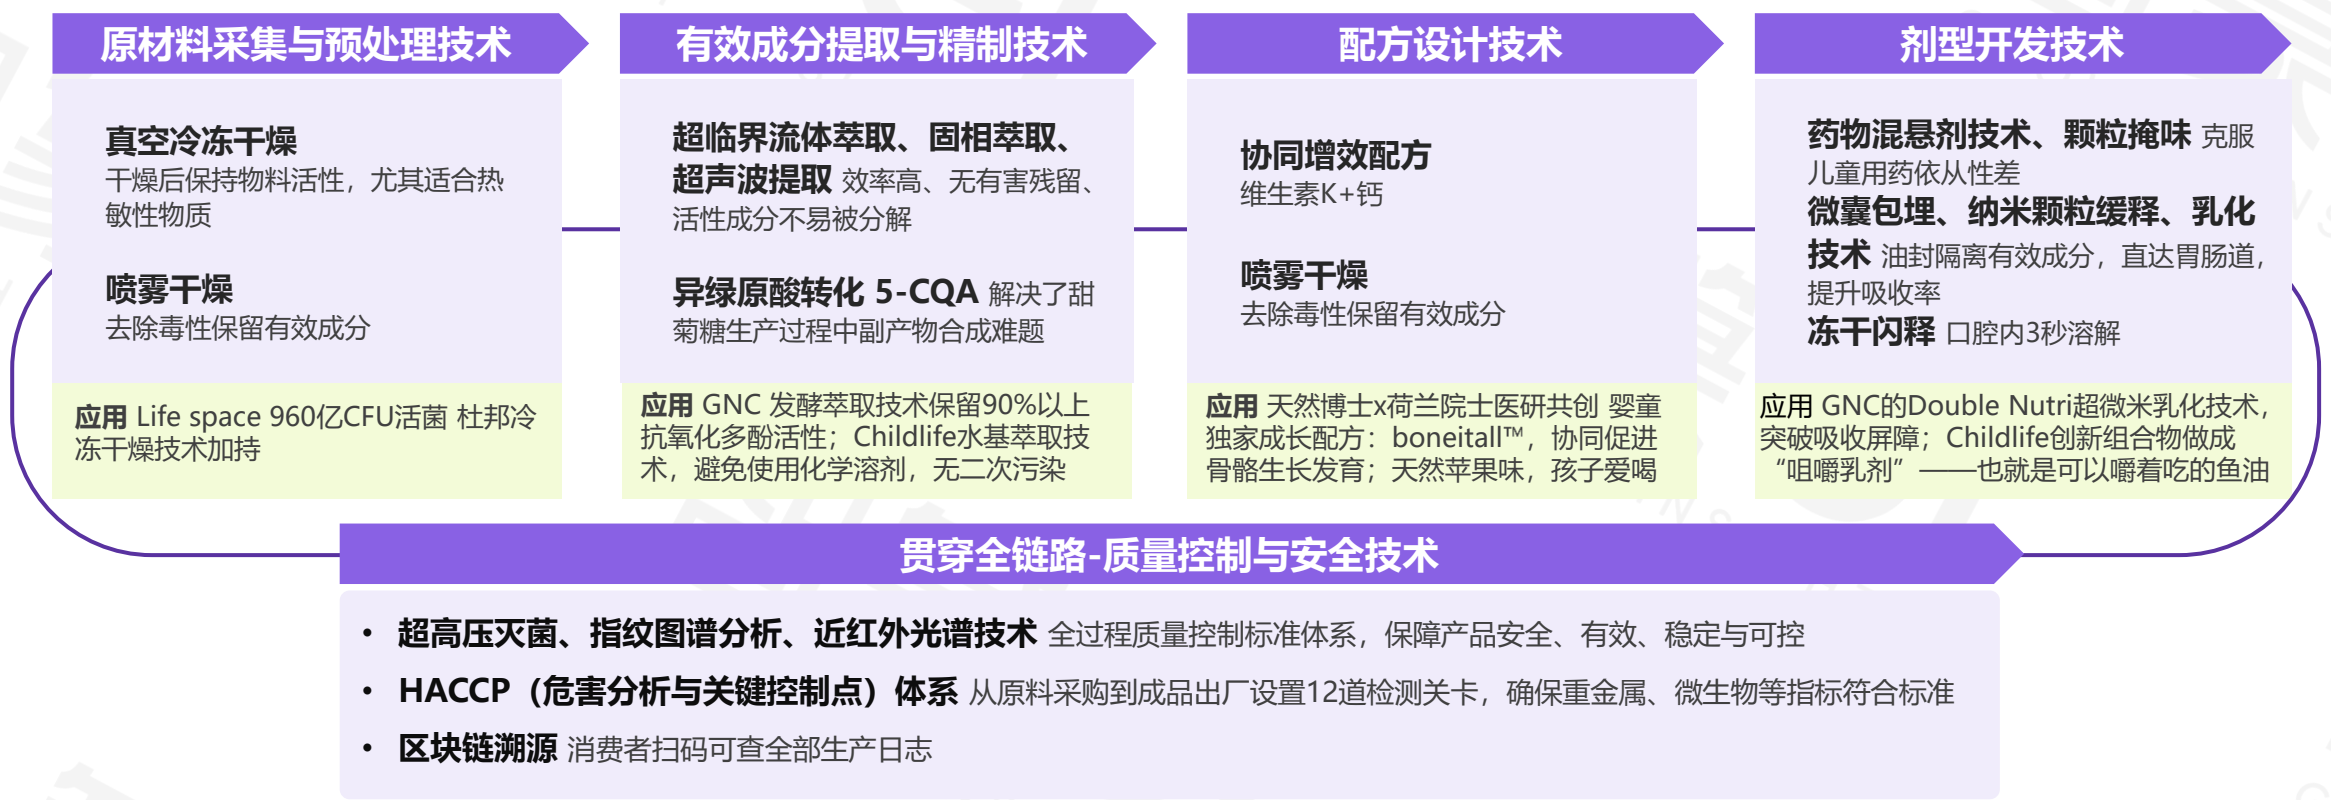 原材料采集与预处理技术
真空冷冻干燥
干燥后保持物料活性，尤其适合热
敏性物质
喷雾干燥
去除毒性保留有效成分
应用 Life space 960亿CFU活菌 杜邦冷
冻干燥技术加持
有效成分提取与精制技术
超临界流体萃取、固相萃取、
超声波提取 效率高、无有害残留、
活性成分不易被分解
异绿原酸转化 5-CQA 解决了甜
菊糖生产过程中副产物合成难题
应用 GNC 发酵萃取技术保留90%以上
抗氧化多酚活性；Childlife水基萃取技
术，避免使用化学溶剂，无二次污染
配方设计技术
协同增效配方
维生素K+钙
喷雾干燥
去除毒性保留有效成分
应用 天然博士x荷兰院士医研共创 婴童
独家成长配方：boneitall™，协同促进
骨骼生长发育；天然苹果味，孩子爱喝
剂型开发技术
药物混悬剂技术、颗粒掩味 克服
儿童用药依从性差
微囊包埋、纳米颗粒缓释、乳化
技术 油封隔离有效成分，直达胃肠道，
提升吸收率
冻干闪释 口腔内3秒溶解
应用 GNC的Double Nutri超微米乳化技术，
突破吸收屏障；Childlife创新组合物做成
“咀嚼乳剂”——也就是可以嚼着吃的鱼油
贯穿全链路-质量控制与安全技术
• 超高压灭菌、指纹图谱分析、近红外光谱技术 全过程质量控制标准体系，保障产品安全、有效、稳定与可控
• HACCP（危害分析与关键控制点）体系 从原料采购到成品出厂设置12道检测关卡，确保重金属、微生物等指标符合标准
• 区块链溯源 消费者扫码可查全部生产日志